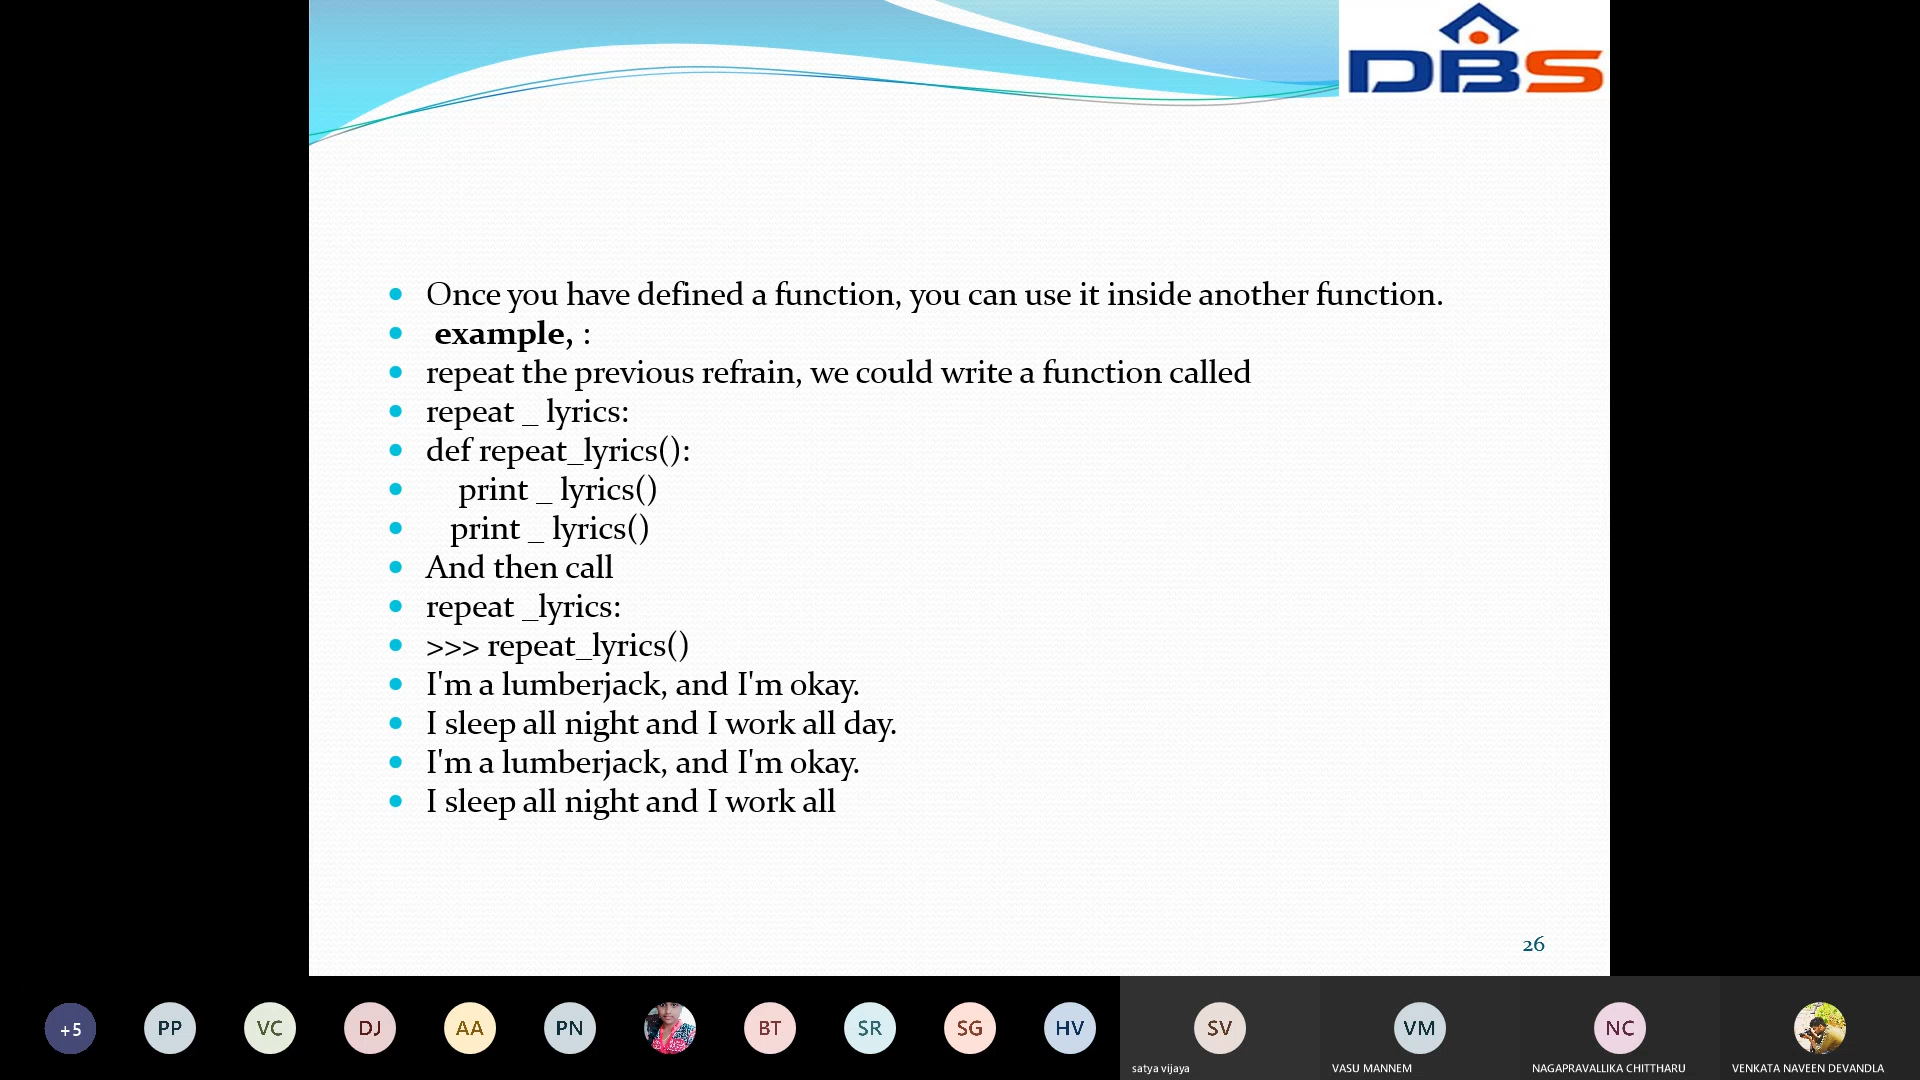 DBS
Once you have defined a function, you can use it inside another function.
example, :
repeat the previous refrain, we could write a function called
repeat _ lyrics:
def repeat_lyrics():
print _ lyrics()
print _ lyrics()
And then call
repeat _lyrics:
>>> repeat_lyrics()
I'm a lumberjack, and I'm okay.
I sleep all night and I work all day.
I'm a lumberjack, and I'm okay.
I sleep all night and I work all
26
+5 PP VC DJ AA PN BT SR SG HV SV VM NC
satya vijaya VASU MANNEM NAGAPRAVALLIKA CHITTHARU VENKATA NAVEEN DEVANDLA